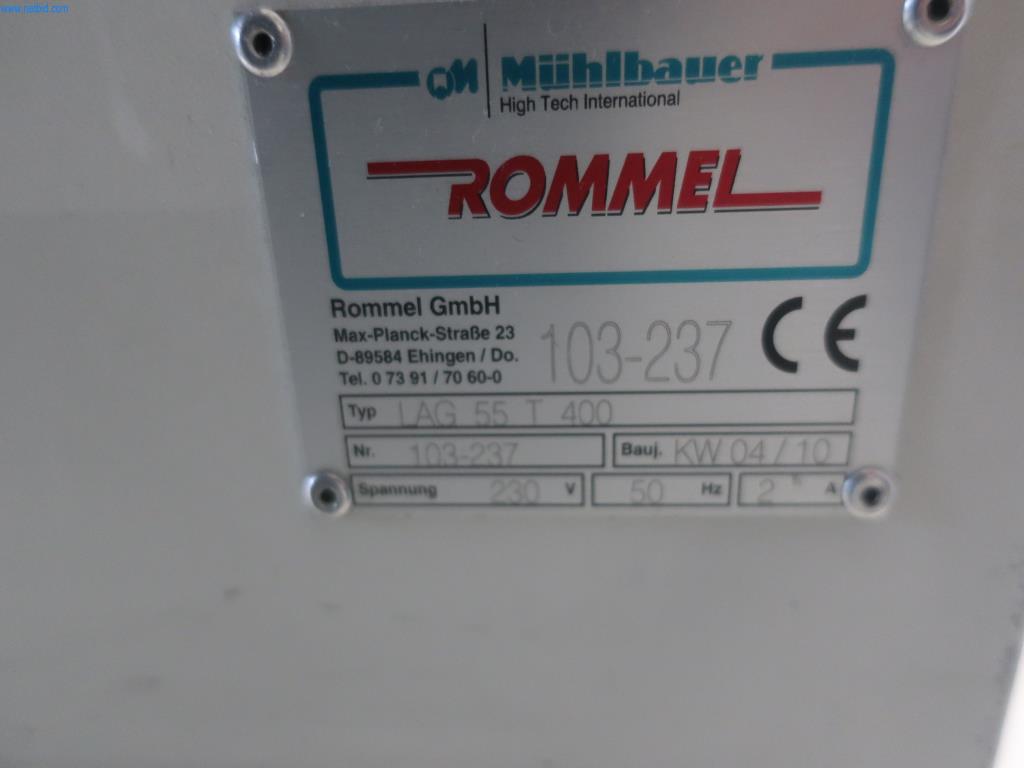 www.netbid.com
Mühlbauer
High Tech International
ROMMEL
Rommel GmbH
Max-Planck-Straße 23
D-89584 Ehingen / Do.
Tel. 0 73 91 / 70 60-0
103-237
CE
Typ LAG 55 T 400
Nr. 103-237 Bauj. KW 04 / 10
Spannung 230 V 50 Hz 2 A